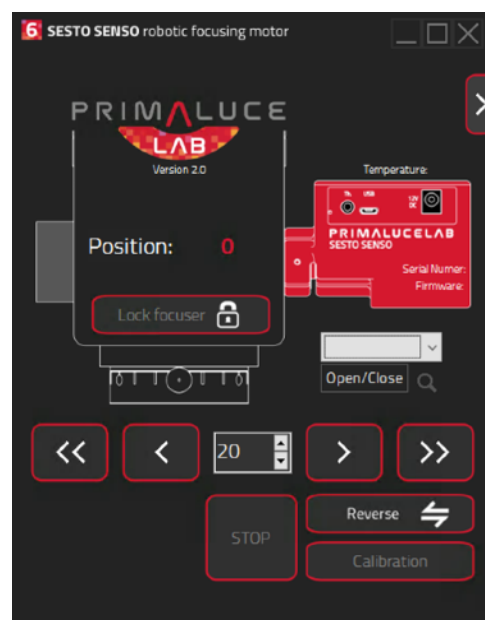 6 SESTO SENSO robotic focusing motor
PRIMALUCE
LAB
Version 2.0
Temperature:
USB
12V
DC
PRIMALUCELAB
SESTO SENSO
Position: 0
Serial Numer:
Firmware:
Lock focuser
Open/Close
<< < 20 > >>
STOP
Reverse
Calibration